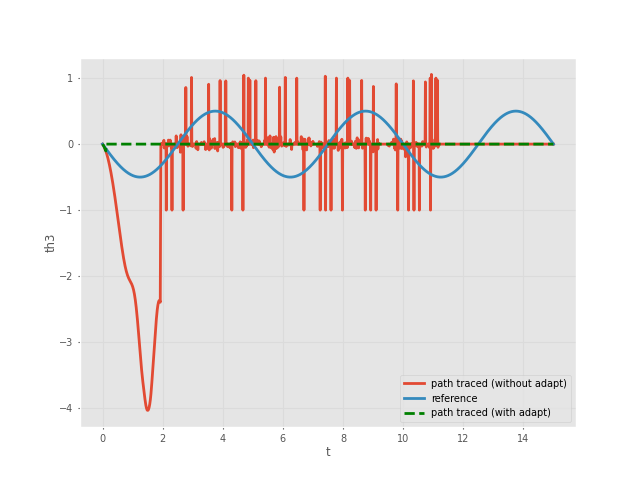 1
0
−1
−2
−3
−4
th3
0
2
4
6
8
10
12
14
t
path traced (without adapt)
reference
path traced (with adapt)